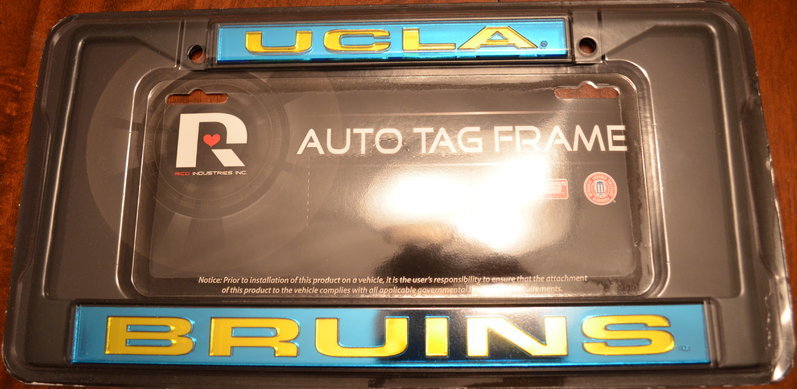 UCLA®
R
RICO INDUSTRIES INC.
AUTO TAG FRAME
Notice: Prior to installation of this product on a vehicle, it is the user's responsibility to ensure that the attachment
of this product to the vehicle complies with all applicable governmental requirements.
BRUINS